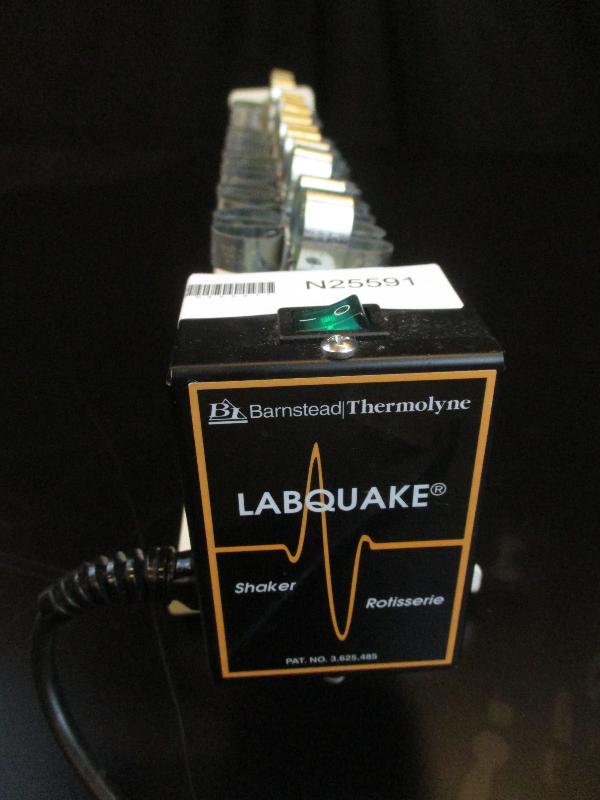 N25591
I O
BI Barnstead|Thermolyne
LABQUAKE®
Shaker
Rotisserie
PAT. NO. 3,625,485